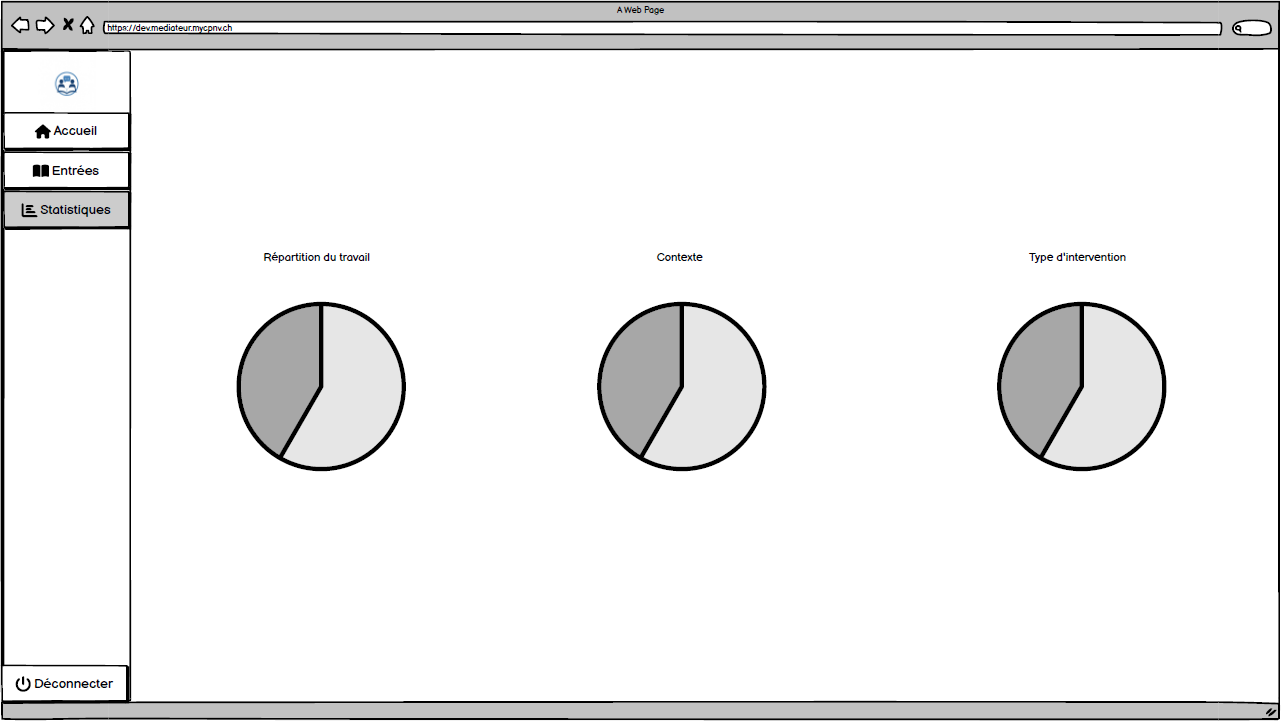 A Web Page
https://dev.mediateur.mycpnv.ch
Accueil
Entrées
Statistiques
Répartition du travail
Contexte
Type d'intervention
Déconnecter